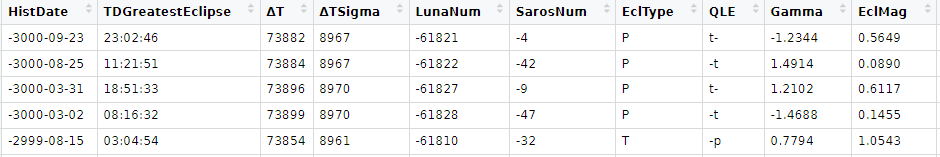 HistDate TDGreatestEclipse ΔT ΔTSigma LunaNum SarosNum EclType QLE Gamma EclMag
-3000-09-23 23:02:46 73882 8967 -61821 -4 P t- -1.2344 0.5649
-3000-08-25 11:21:51 73884 8967 -61822 -42 P -t 1.4914 0.0890
-3000-03-31 18:51:33 73896 8970 -61827 -9 P t- 1.2102 0.6117
-3000-03-02 08:16:32 73899 8970 -61828 -47 P -t -1.4688 0.1455
-2999-08-15 03:04:54 73854 8961 -61810 -32 T -p 0.7794 1.0543